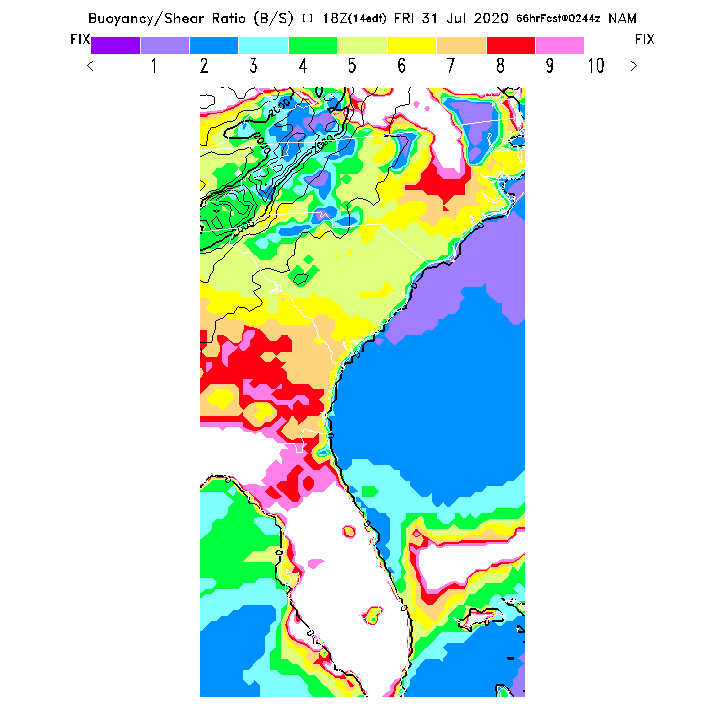 Buoyancy/Shear Ratio (B/S) [] 18Z(14edt) FRI 31 Jul 2020 66hrFcst@0244z NAM
FIX FIX
< 1 2 3 4 5 6 7 8 9 10 >